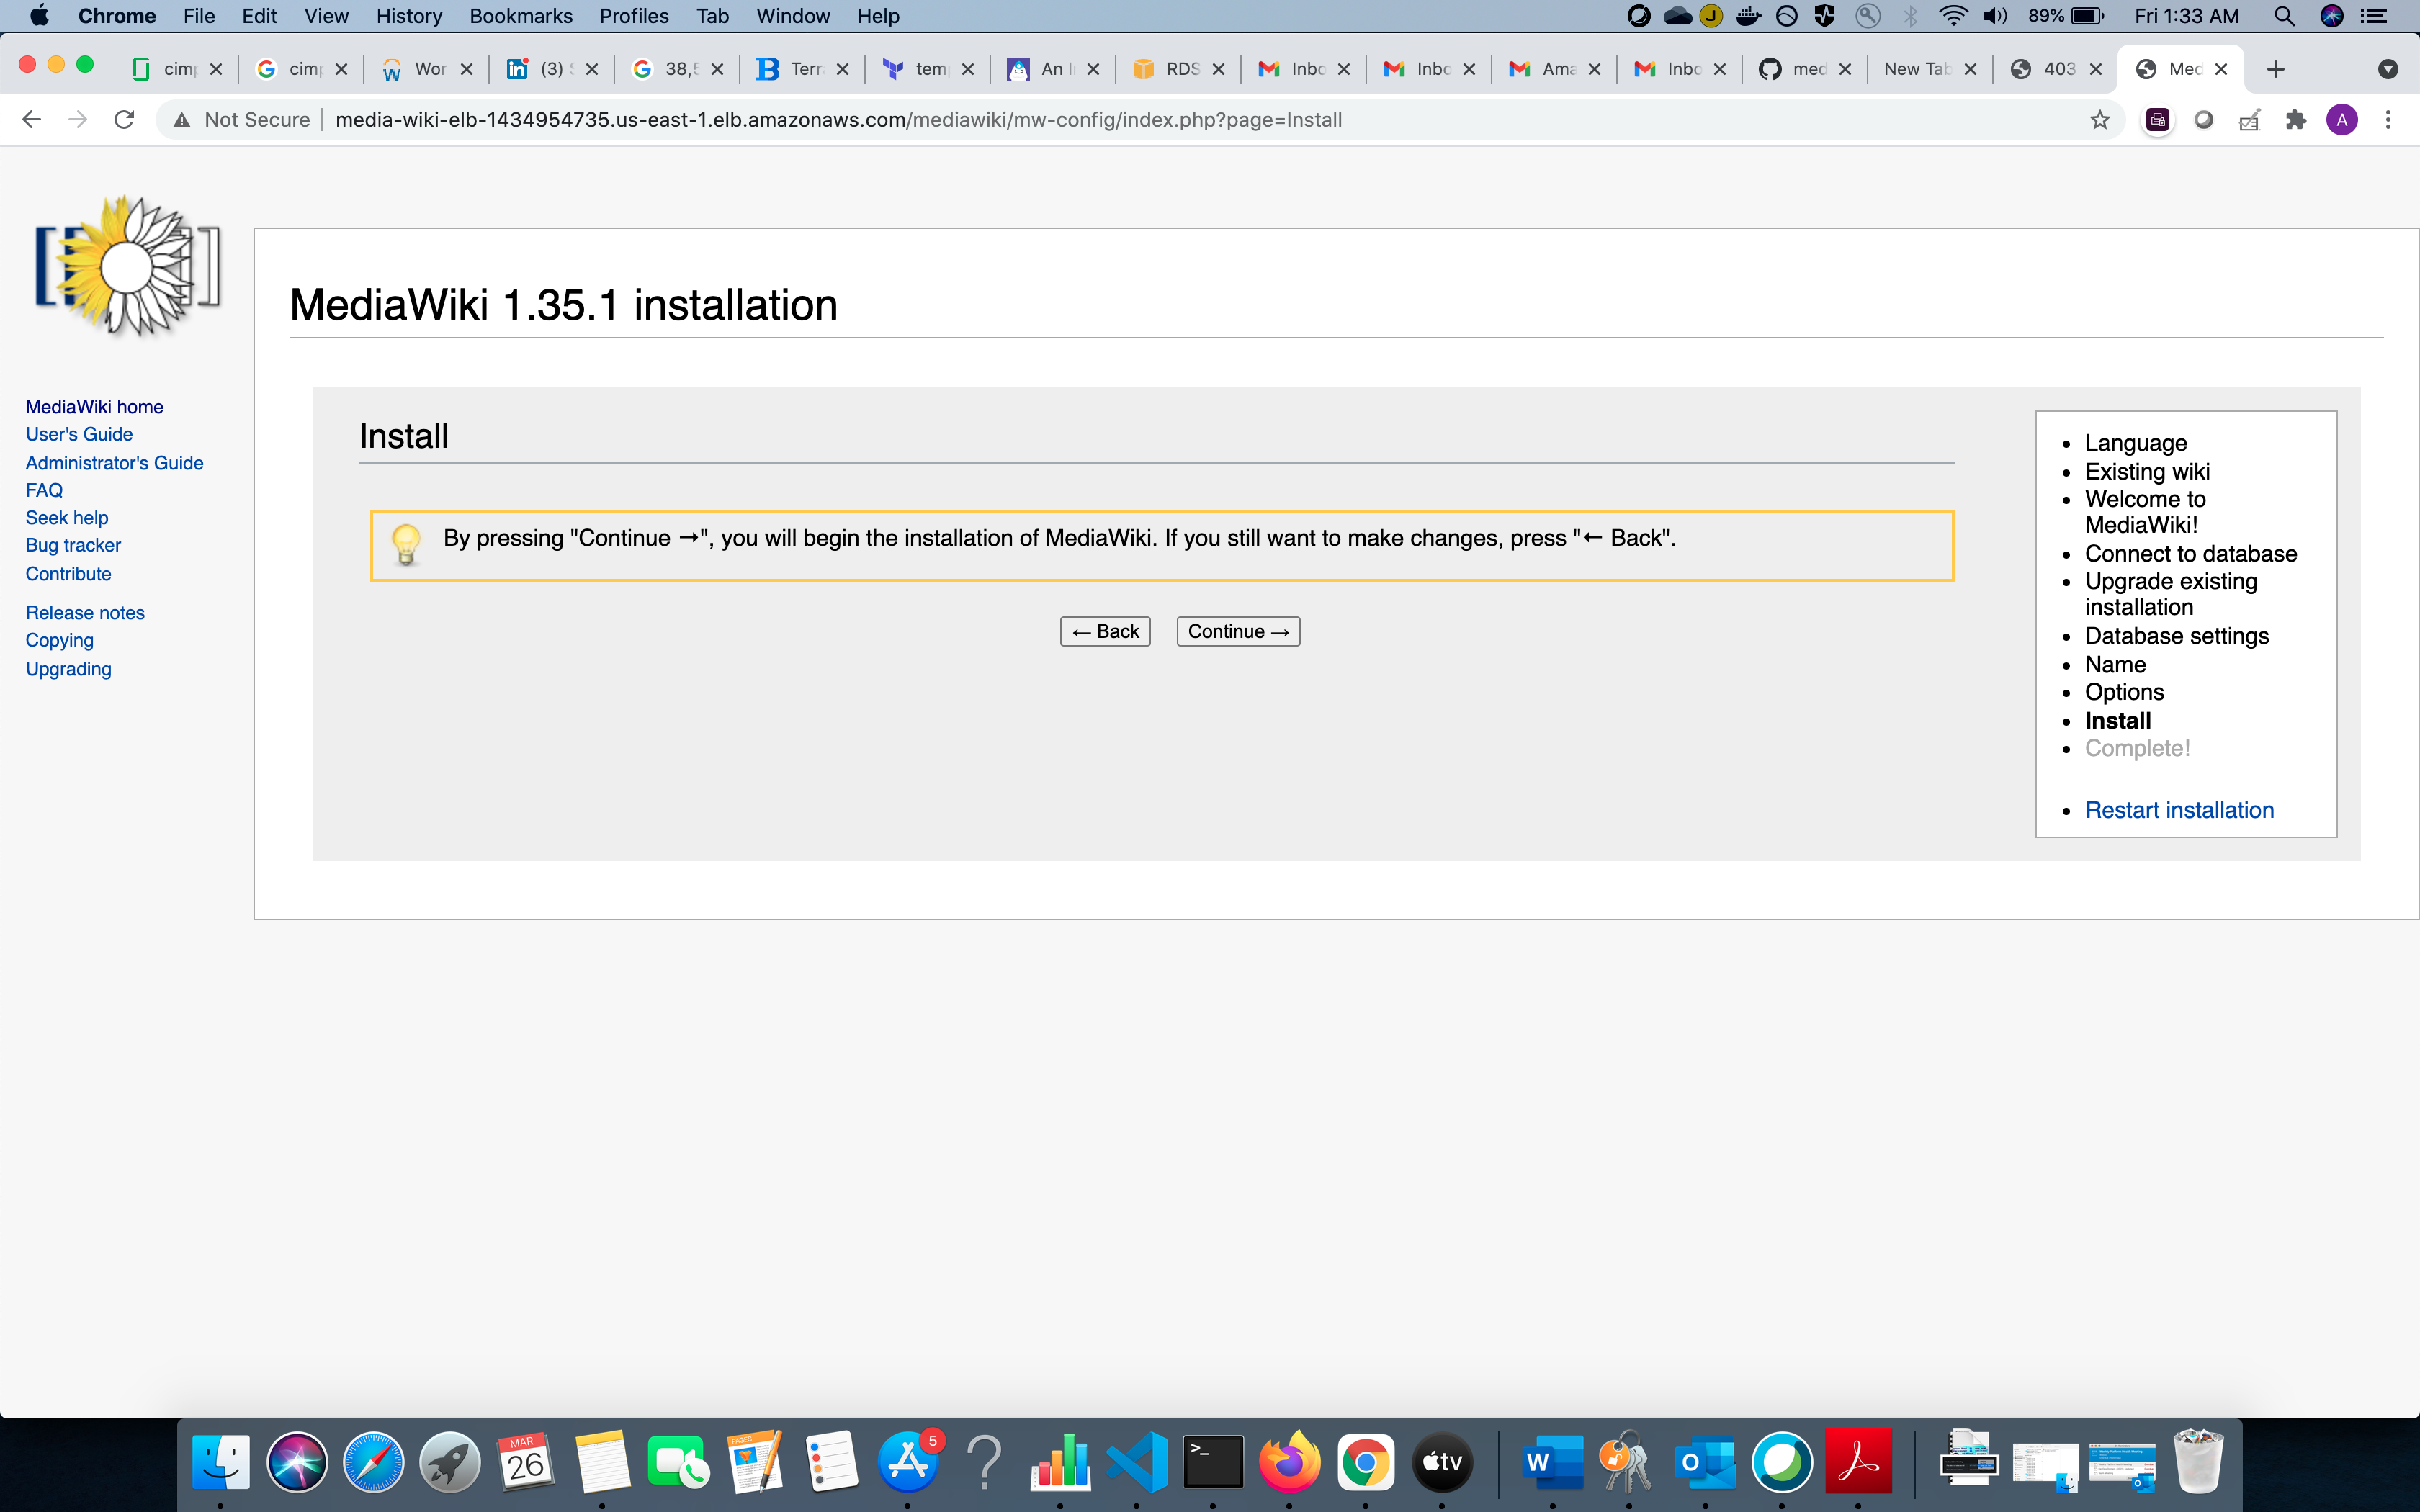 Chrome File Edit View History Bookmarks Profiles Tab Window Help J 89% Fri 1:33 AM
cimp cimp Wor (3) S 38,5 Terr temp An I RDS Inbo Inbo Ama Inbo med New Tab 403 Med
Not Secure media-wiki-elb-1434954735.us-east-1.elb.amazonaws.com/mediawiki/mw-config/index.php?page=Install A
MediaWiki 1.35.1 installation
MediaWiki home
User's Guide
Administrator's Guide
FAQ
Seek help
Bug tracker
Contribute
Release notes
Copying
Upgrading
Install
By pressing "Continue →", you will begin the installation of MediaWiki. If you still want to make changes, press "← Back".
← Back Continue →
Language
Existing wiki
Welcome to
MediaWiki!
Connect to database
Upgrade existing
installation
Database settings
Name
Options
Install
Complete!
Restart installation
MAR
26
PAGES
5
>_
tv
W
O